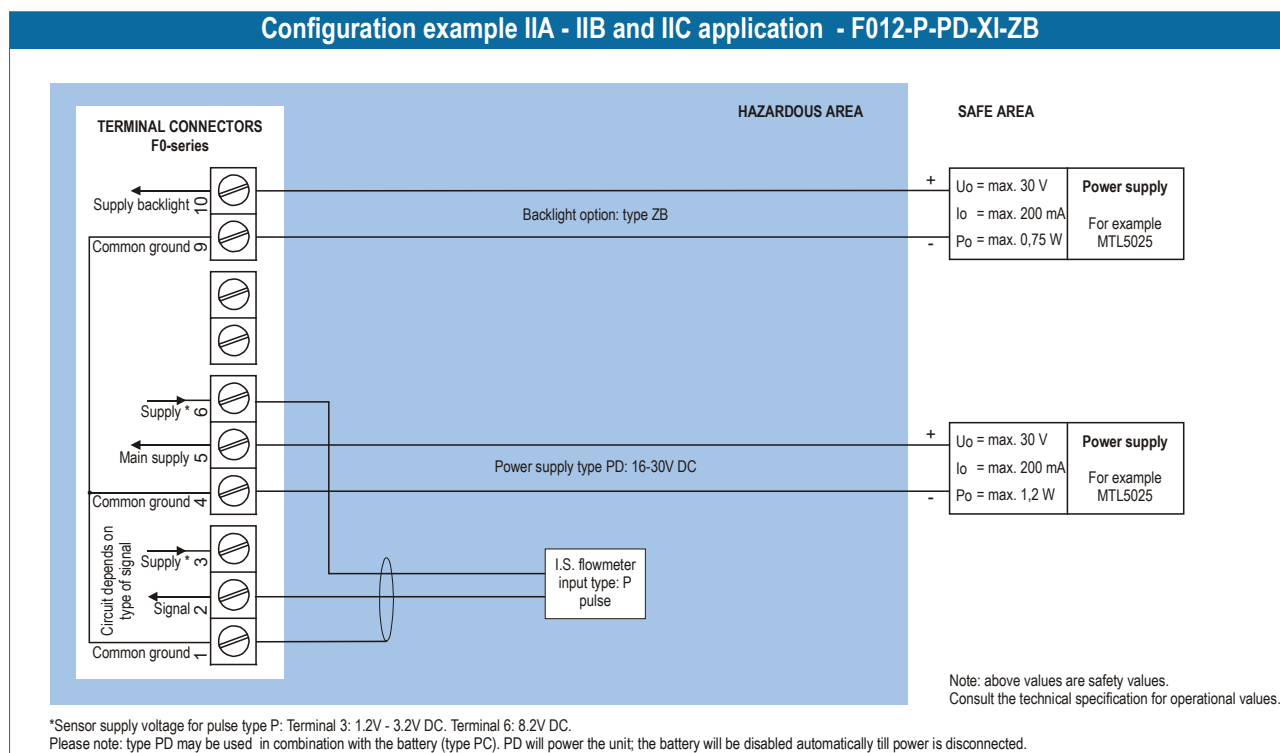 Configuration example IIA - IIB and IIC application - F012-P-PD-XI-ZB
HAZARDOUS AREA
SAFE AREA
TERMINAL CONNECTORS
F0-series
Supply backlight
10
Common ground
9
Backlight option: type ZB
+
-
Uo = max. 30 V
Io = max. 200 mA
Po = max. 0,75 W
Power supply
For example
MTL5025
Supply *
6
Main supply
5
Common ground
4
Power supply type PD: 16-30V DC
+
-
Uo = max. 30 V
Io = max. 200 mA
Po = max. 1,2 W
Power supply
For example
MTL5025
Circuit depends on
type of signal
Supply *
3
Signal
2
Common ground
1
I.S. flowmeter
input type: P
pulse
Note: above values are safety values.
Consult the technical specification for operational values.
*Sensor supply voltage for pulse type P: Terminal 3: 1.2V - 3.2V DC. Terminal 6: 8.2V DC.
Please note: type PD may be used in combination with the battery (type PC). PD will power the unit; the battery will be disabled automatically till power is disconnected.